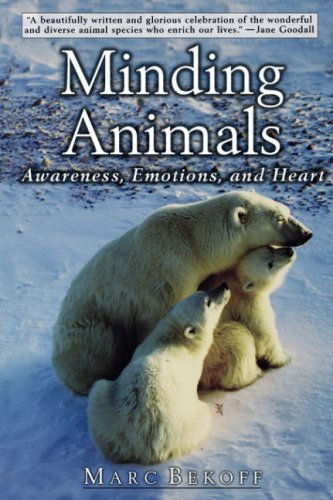 "A beautifully written and glorious celebration of the wonderful
and diverse animal species who enrich our lives." —Jane Goodall
Minding
Animals
Awareness, Emotions, and Heart
MARC BEKOFF